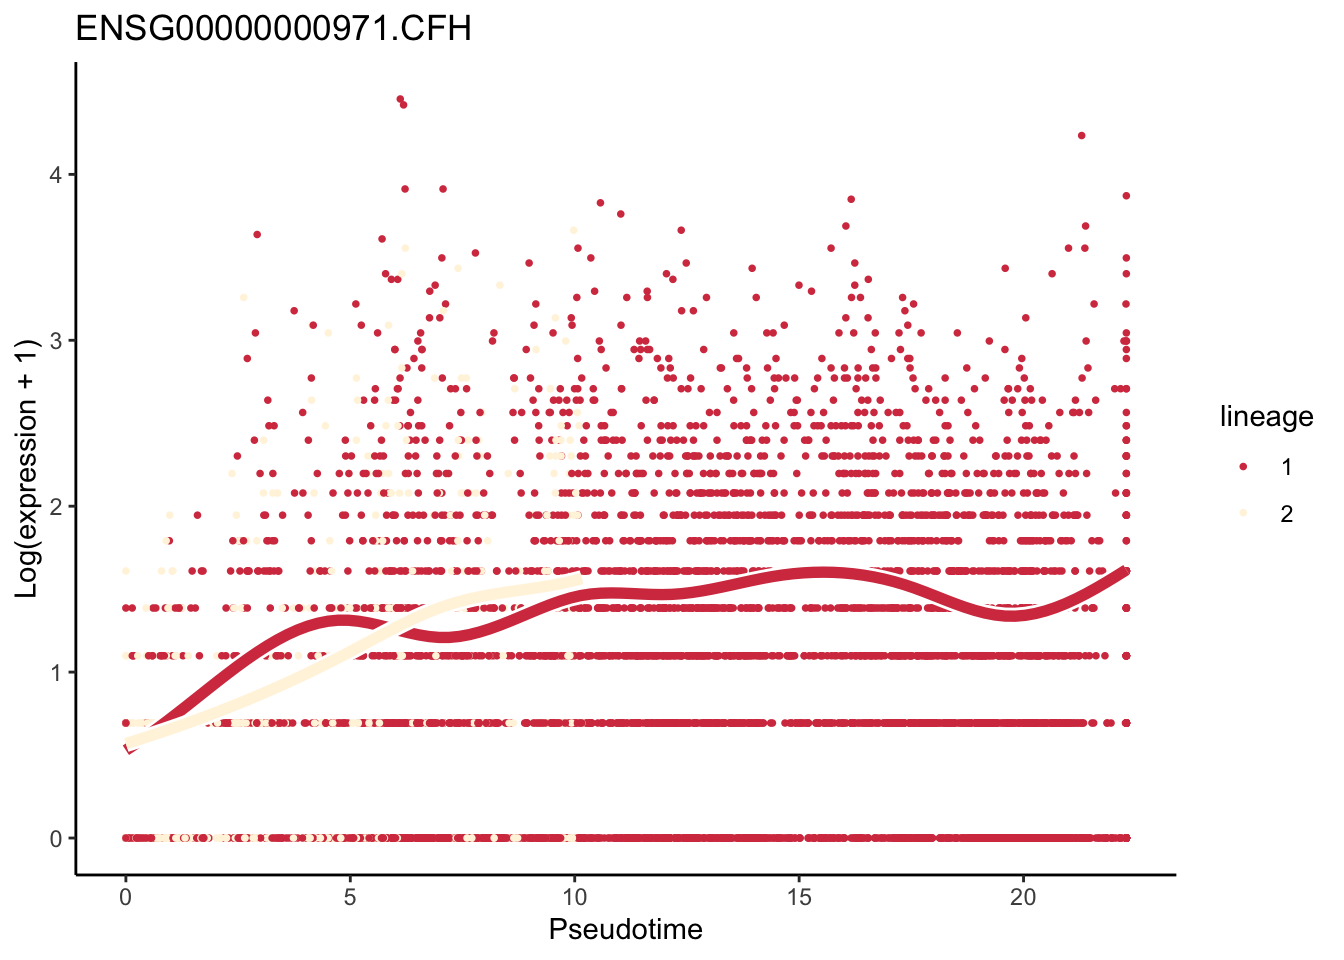 ENSG00000000971.CFH
Log(expression + 1)
4
3
2
1
0
0 5 10 15 20
Pseudotime
lineage
1
2